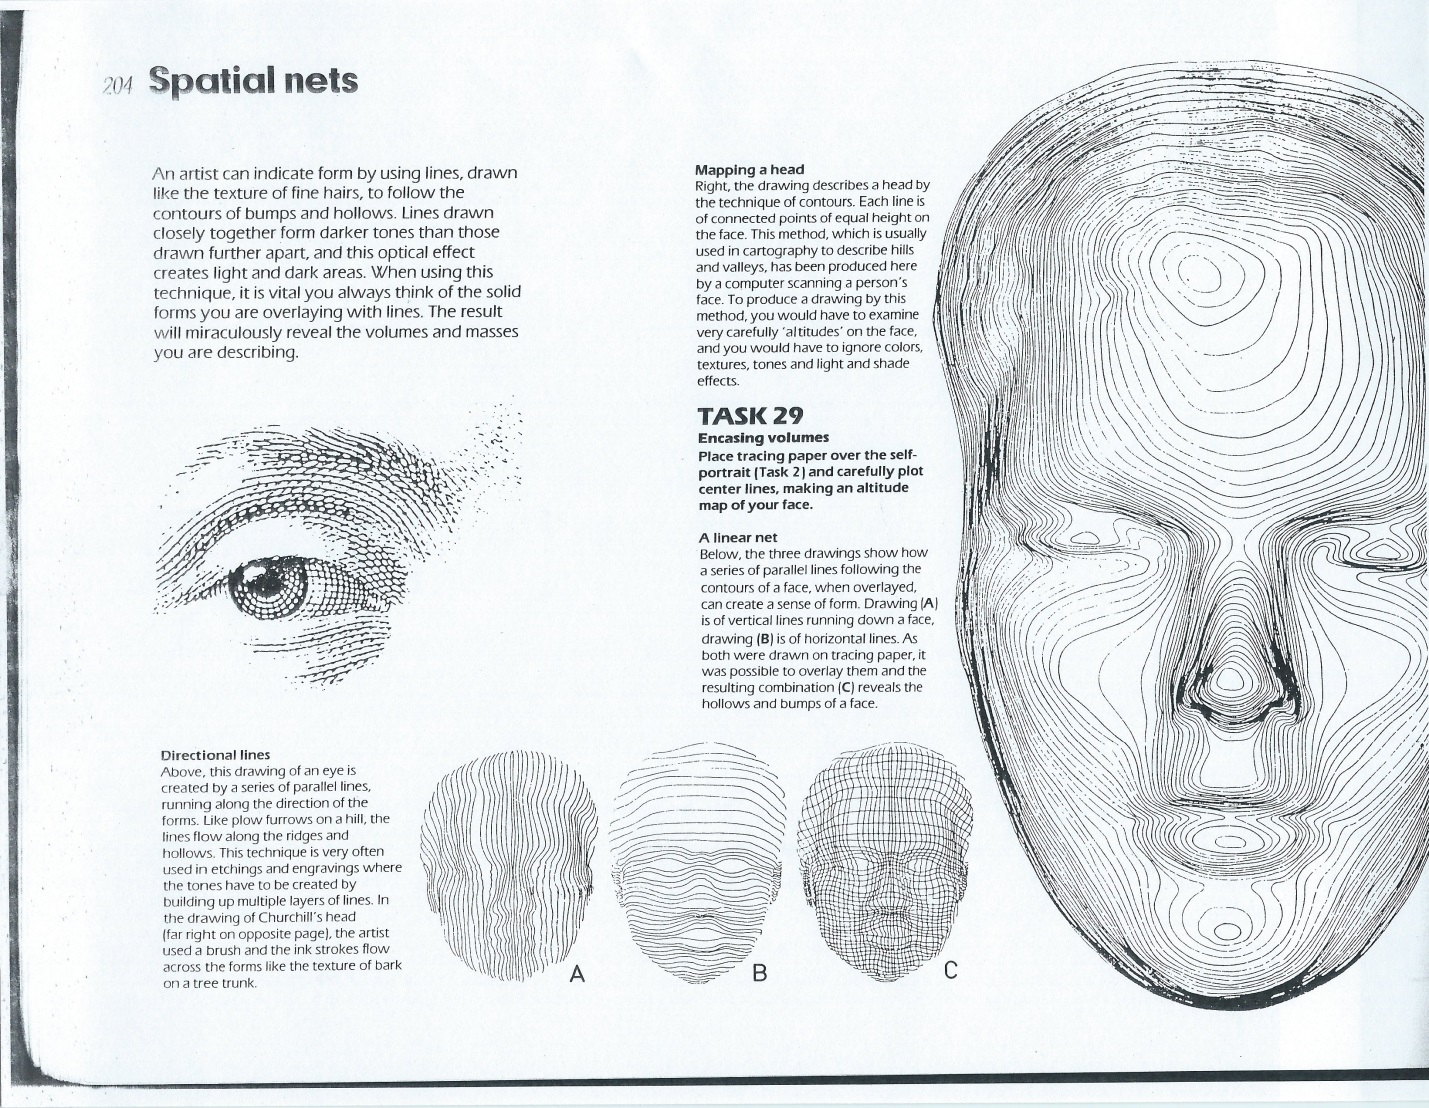 204 Spatial nets
An artist can indicate form by using lines, drawn
like the texture of fine hairs, to follow the
contours of bumps and hollows. Lines drawn
closely together form darker tones than those
drawn further apart, and this optical effect
creates light and dark areas. When using this
technique, it is vital you always think of the solid
forms you are overlaying with lines. The result
will miraculously reveal the volumes and masses
you are describing.
Directional lines
Above, this drawing of an eye is
created by a series of parallel lines,
running along the direction of the
forms. Like plow furrows on a hill, the
lines flow along the ridges and
hollows. This technique is very often
used in etchings and engravings where
the tones have to be created by
building up multiple layers of lines. In
the drawing of Churchill's head
(far right on opposite page), the artist
used a brush and the ink strokes flow
across the forms like the texture of bark
on a tree trunk.
Mapping a head
Right, the drawing describes a head by
the technique of contours. Each line is
of connected points of equal height on
the face. This method, which is usually
used in cartography to describe hills
and valleys, has been produced here
by a computer scanning a person's
face. To produce a drawing by this
method, you would have to examine
very carefully 'altitudes' on the face,
and you would have to ignore colors,
textures, tones and light and shade
effects.
TASK 29
Encasing volumes
Place tracing paper over the self-
portrait (Task 2) and carefully plot
center lines, making an altitude
map of your face.
A linear net
Below, the three drawings show how
a series of parallel lines following the
contours of a face, when overlayed,
can create a sense of form. Drawing (A)
is of vertical lines running down a face,
drawing (B) is of horizontal lines. As
both were drawn on tracing paper, it
was possible to overlay them and the
resulting combination (C) reveals the
hollows and bumps of a face.
A
B
C